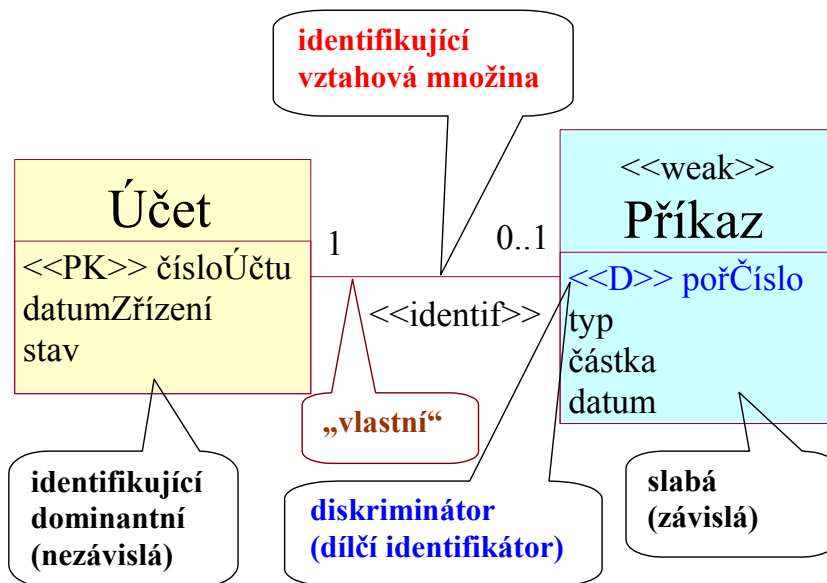 identifikující
vztahová množina
Účet
<<PK>> čísloÚčtu
datumZřízení
stav
1
0..1
<<identif>>
<<weak>>
Příkaz
<<D>> pořČíslo
typ
částka
datum
„vlastní“
identifikující
dominantní
(nezávislá)
diskriminátor
(dílčí identifikátor)
slabá
(závislá)